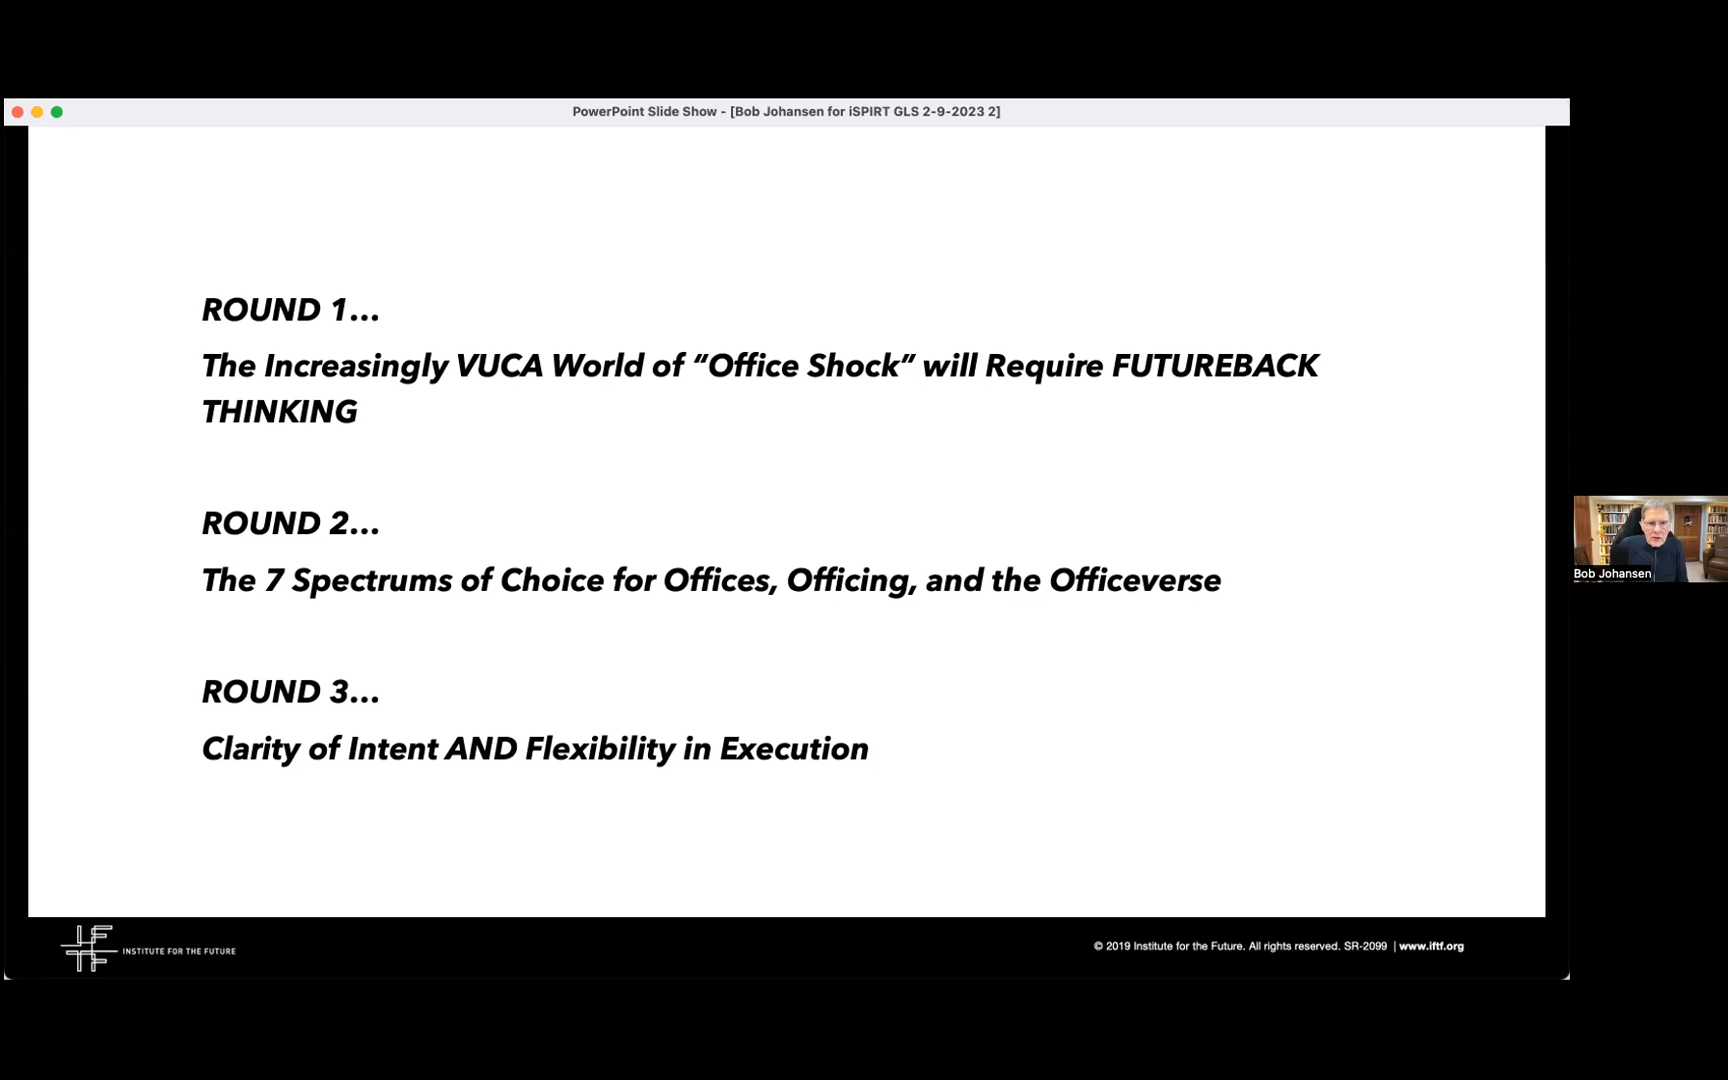 PowerPoint Slide Show - [Bob Johansen for iSPIRT GLS 2-9-2023 2]
ROUND 1...
The Increasingly VUCA World of “Office Shock” will Require FUTUREBACK
THINKING
ROUND 2...
The 7 Spectrums of Choice for Offices, Officing, and the Officeverse
ROUND 3...
Clarity of Intent AND Flexibility in Execution
Bob Johansen
INSTITUTE FOR THE FUTURE
© 2019 Institute for the Future. All rights reserved. SR-2099 | www.iftf.org